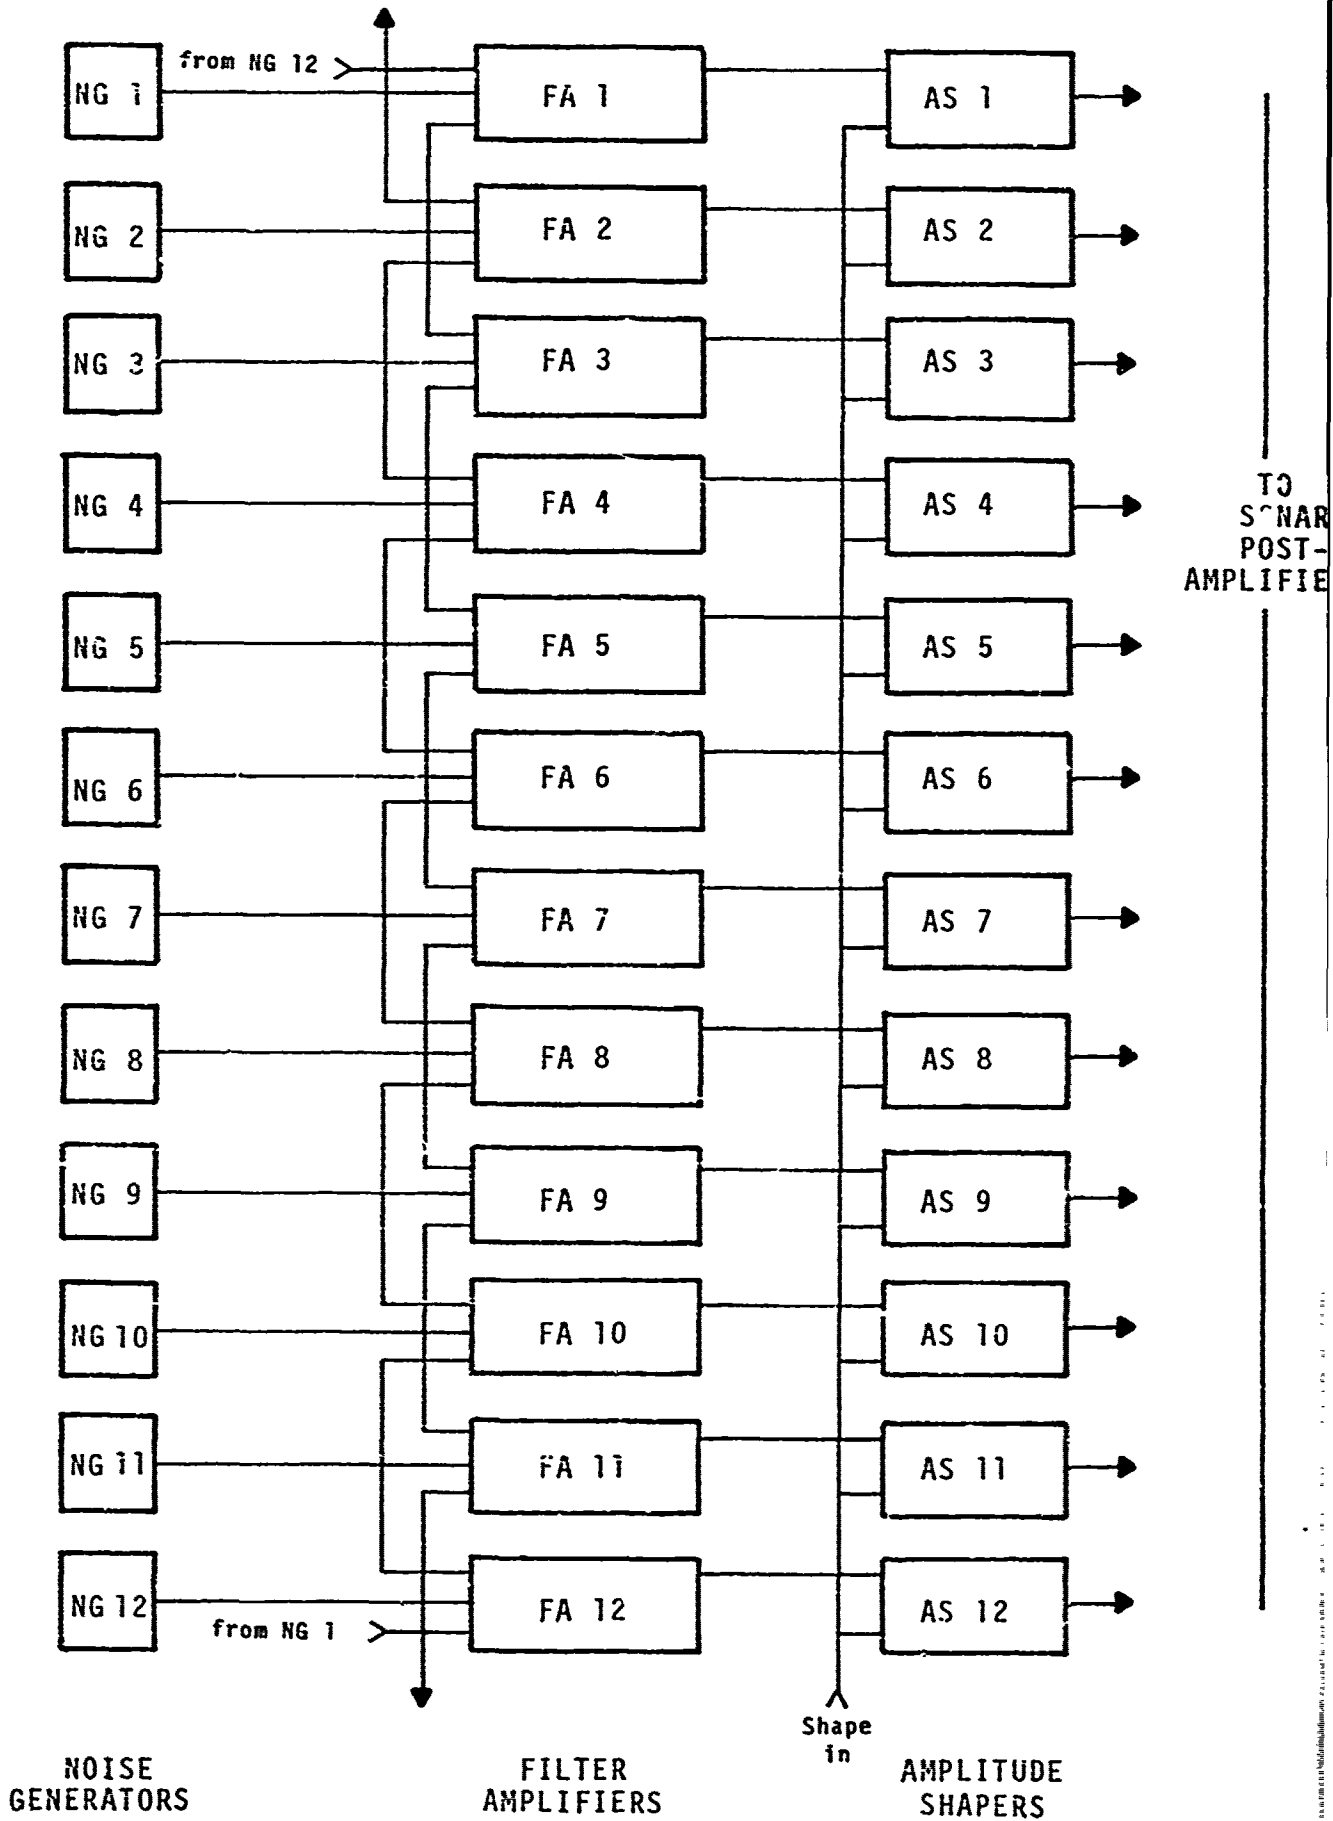 from NG 12
NG 1
FA 1
AS 1
NG 2
FA 2
AS 2
NG 3
FA 3
AS 3
NG 4
FA 4
AS 4
TO
SONAR
POST-
AMPLIFIE
NG 5
FA 5
AS 5
NG 6
FA 6
AS 6
NG 7
FA 7
AS 7
NG 8
FA 8
AS 8
NG 9
FA 9
AS 9
NG 10
FA 10
AS 10
NG 11
FA 11
AS 11
NG 12
FA 12
AS 12
from NG 1
Shape
in
NOISE
GENERATORS
FILTER
AMPLIFIERS
AMPLITUDE
SHAPERS